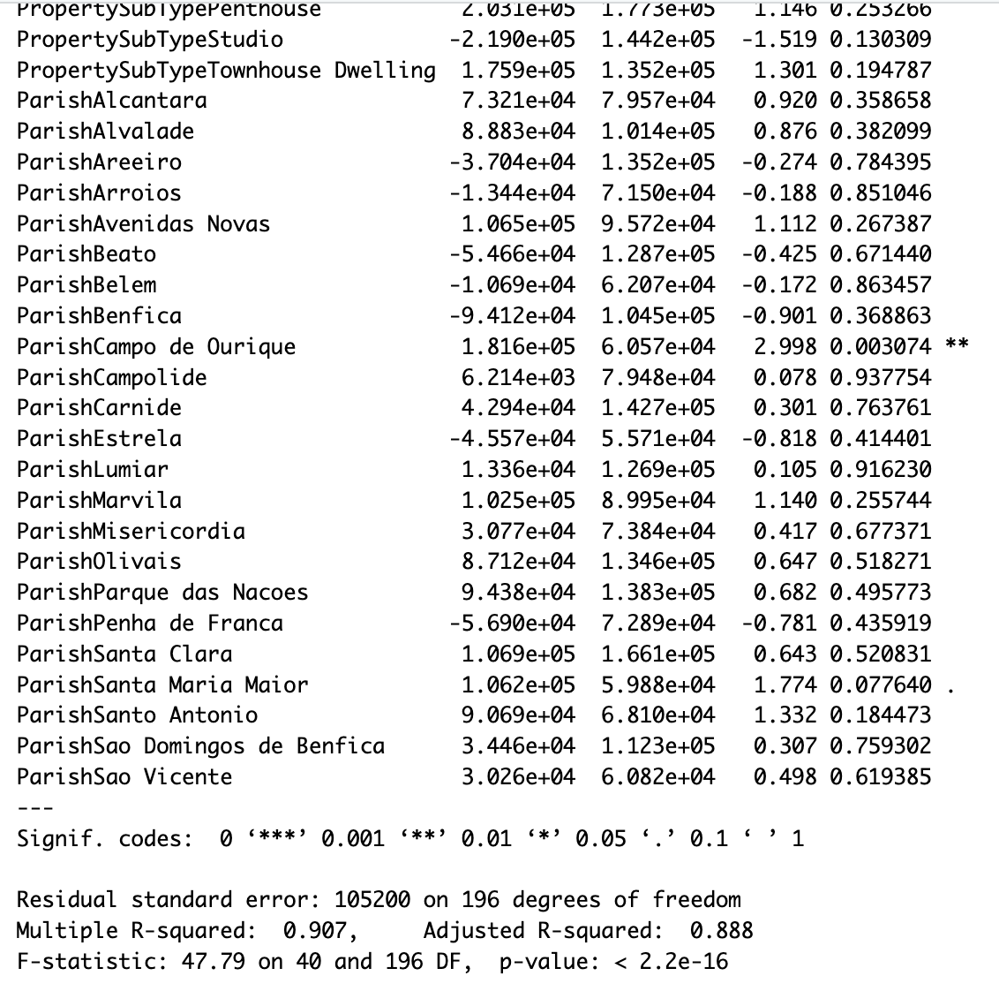 PropertySubTypePenthouse 2.031e+05 1.773e+05 1.146 0.253266
PropertySubTypeStudio -2.190e+05 1.442e+05 -1.519 0.130309
PropertySubTypeTownhouse Dwelling 1.759e+05 1.352e+05 1.301 0.194787
ParishAlcantara 7.321e+04 7.957e+04 0.920 0.358658
ParishAlvalade 8.883e+04 1.014e+05 0.876 0.382099
ParishAreeiro -3.704e+04 1.352e+05 -0.274 0.784395
ParishArroios -1.344e+04 7.150e+04 -0.188 0.851046
ParishAvenidas Novas 1.065e+05 9.572e+04 1.112 0.267387
ParishBeato -5.466e+04 1.287e+05 -0.425 0.671440
ParishBelem -1.069e+04 6.207e+04 -0.172 0.863457
ParishBenfica -9.412e+04 1.045e+05 -0.901 0.368863
ParishCampo de Ourique 1.816e+05 6.057e+04 2.998 0.003074 **
ParishCampolide 6.214e+03 7.948e+04 0.078 0.937754
ParishCarnide 4.294e+04 1.427e+05 0.301 0.763761
ParishEstrela -4.557e+04 5.571e+04 -0.818 0.414401
ParishLumiar 1.336e+04 1.269e+05 0.105 0.916230
ParishMarvila 1.025e+05 8.995e+04 1.140 0.255744
ParishMisericordia 3.077e+04 7.384e+04 0.417 0.677371
ParishOlivais 8.712e+04 1.346e+05 0.647 0.518271
ParishParque das Nacoes 9.438e+04 1.383e+05 0.682 0.495773
ParishPenha de Franca -5.690e+04 7.289e+04 -0.781 0.435919
ParishSanta Clara 1.069e+05 1.661e+05 0.643 0.520831
ParishSanta Maria Maior 1.062e+05 5.988e+04 1.774 0.077640 .
ParishSanto Antonio 9.069e+04 6.810e+04 1.332 0.184473
ParishSao Domingos de Benfica 3.446e+04 1.123e+05 0.307 0.759302
ParishSao Vicente 3.026e+04 6.082e+04 0.498 0.619385
---
Signif. codes: 0 ‘***’ 0.001 ‘**’ 0.01 ‘*’ 0.05 ‘.’ 0.1 ‘ ’ 1
Residual standard error: 105200 on 196 degrees of freedom
Multiple R-squared: 0.907, Adjusted R-squared: 0.888
F-statistic: 47.79 on 40 and 196 DF, p-value: < 2.2e-16